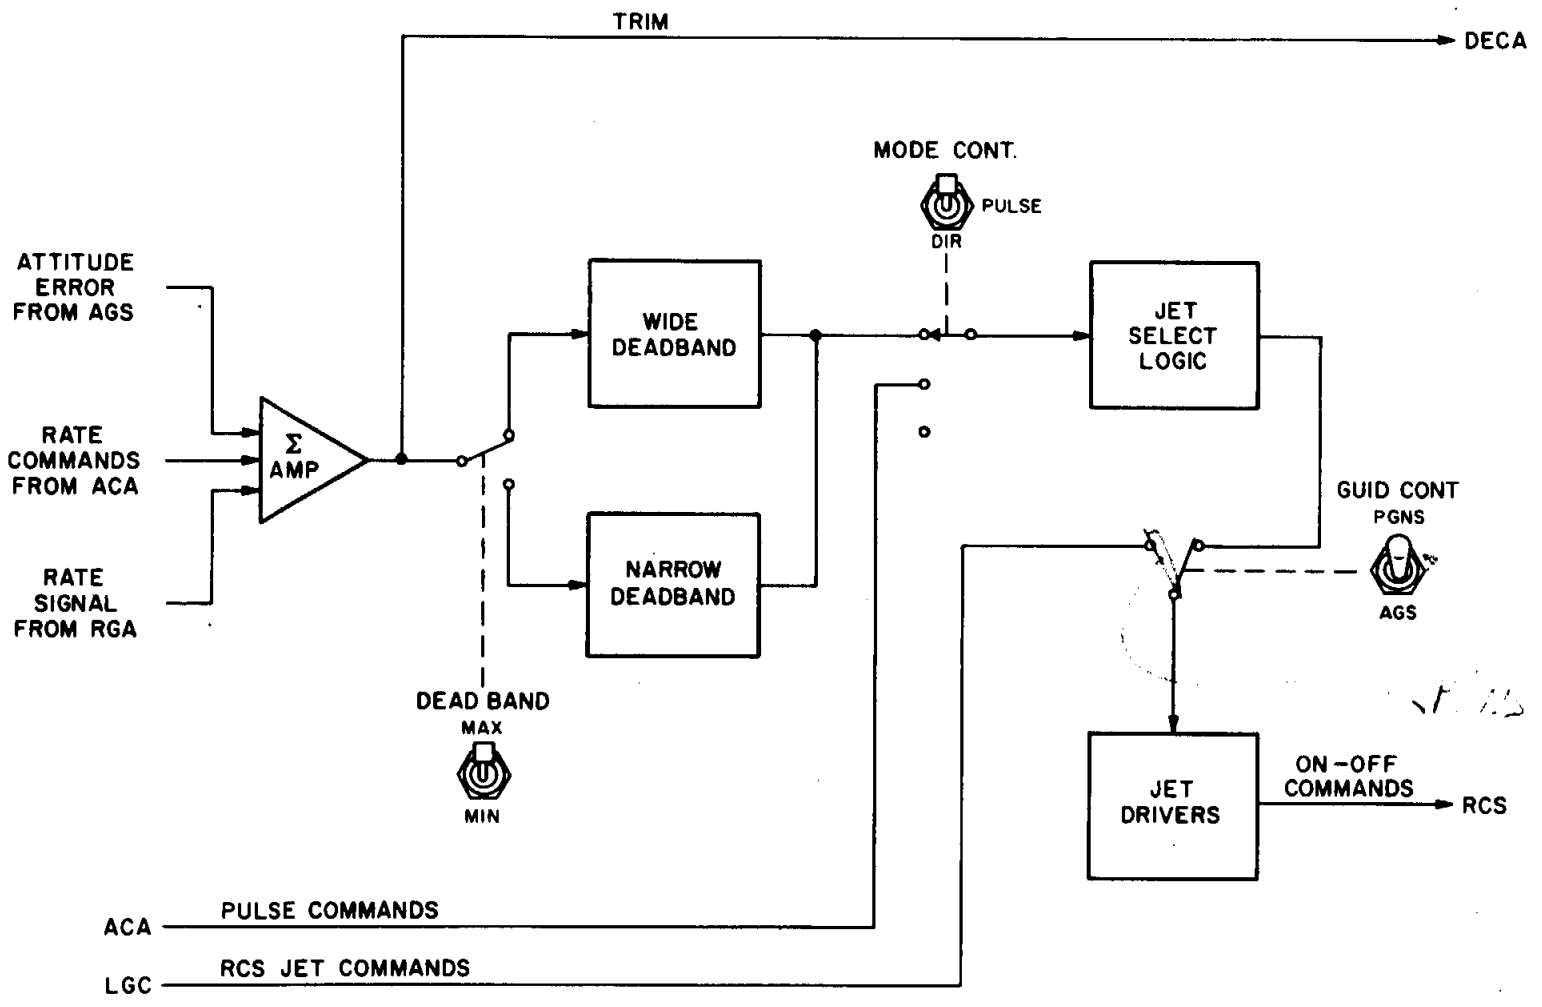 TRIM
DECA
MODE CONT.
PULSE
DIR
ATTITUDE
ERROR
FROM AGS
WIDE
DEADBAND
JET
SELECT
LOGIC
Σ
AMP
RATE
COMMANDS
FROM ACA
GUID CONT
PGNS
AGS
RATE
SIGNAL
FROM RGA
NARROW
DEADBAND
DEAD BAND
MAX
MIN
JET
DRIVERS
ON-OFF
COMMANDS
RCS
ACA
PULSE COMMANDS
LGC
RCS JET COMMANDS